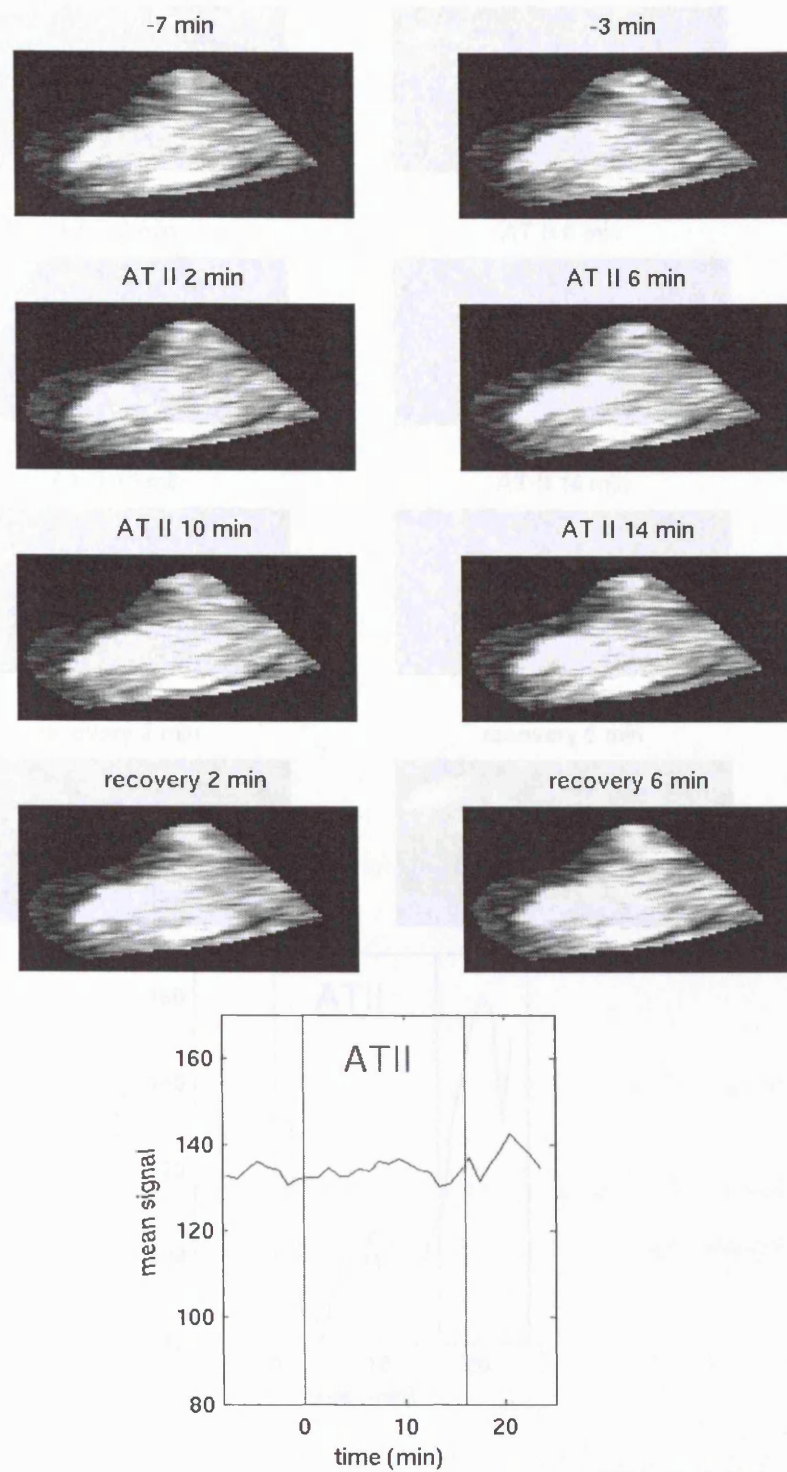 -7 min
-3 min
AT II 2 min
AT II 6 min
AT II 10 min
AT II 14 min
recovery 2 min
recovery 6 min
ATII
160
140
120
100
80
mean signal
0
10
20
time (min)